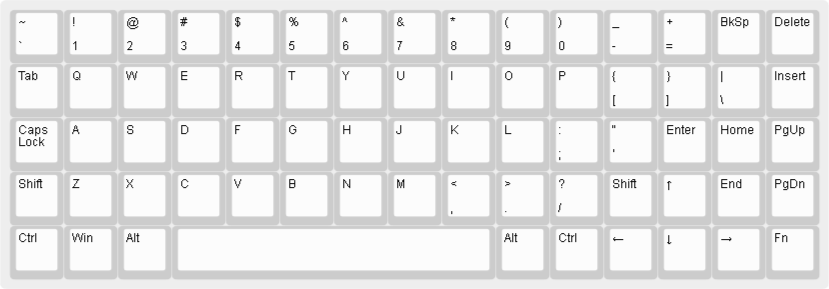 ~ ! @ # $ % ^ & * ( ) _ + BkSp Delete
` 1 2 3 4 5 6 7 8 9 0 - =
Tab Q W E R T Y U I O P { } | Insert
[ ] \
Caps A S D F G H J K L : " Enter Home PgUp
Lock ; '
Shift Z X C V B N M < > ? Shift ↑ End PgDn
, . /
Ctrl Win Alt Alt Ctrl ← ↓ → Fn